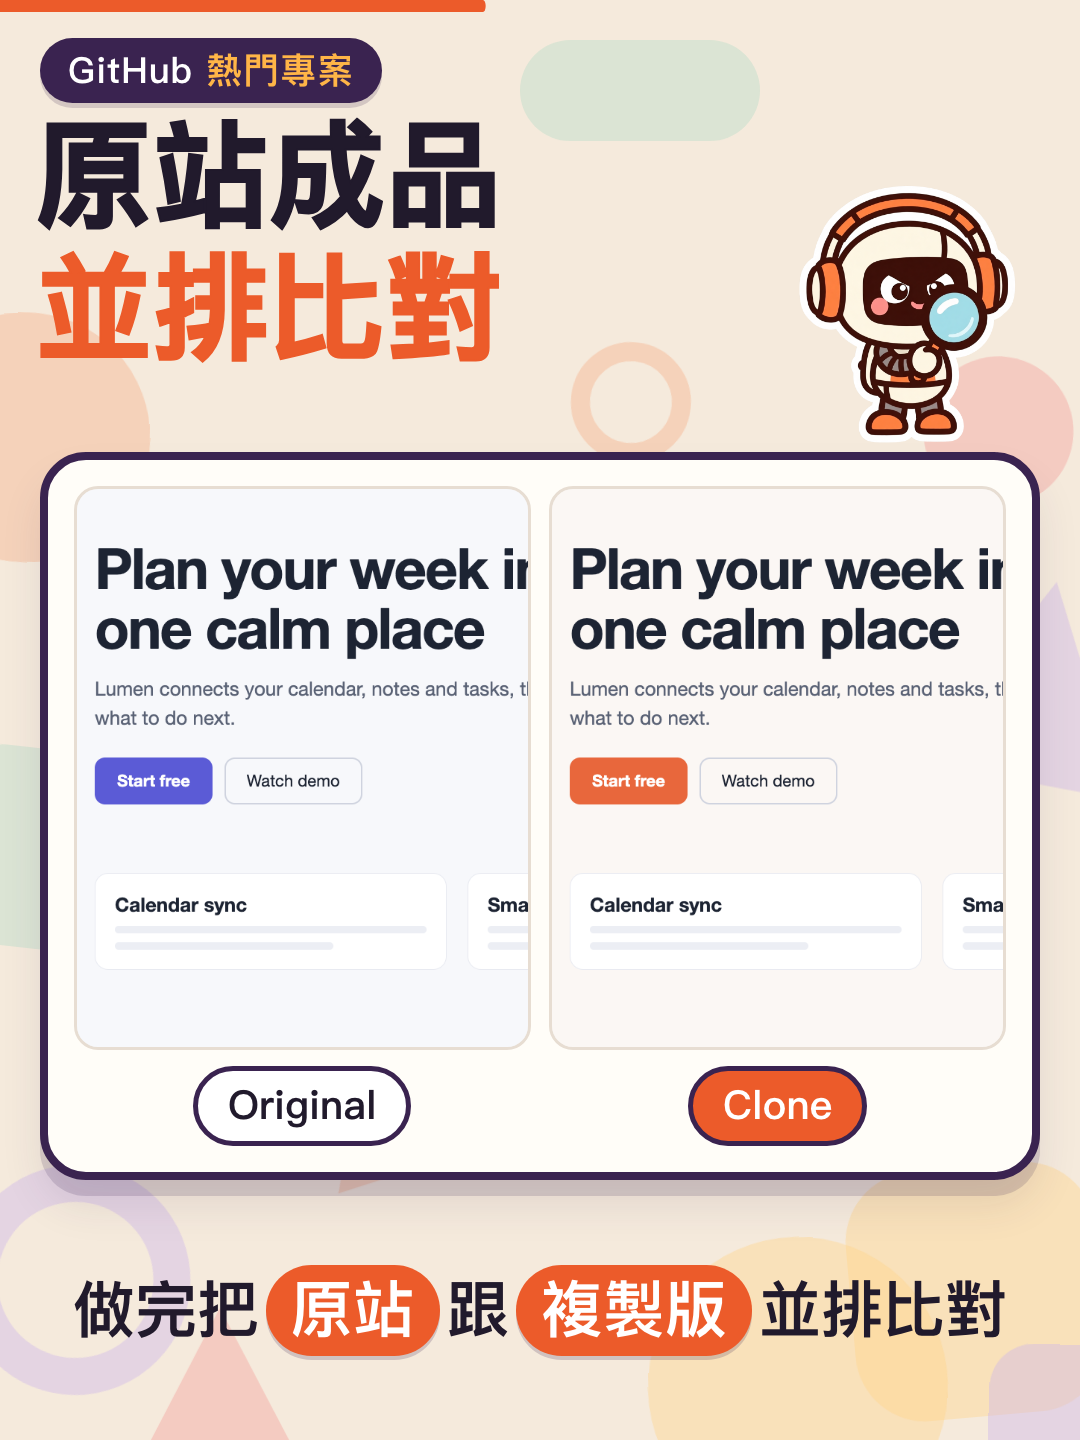 GitHub 熱門專案
原站成品
並排比對
Plan your week in
one calm place
Lumen connects your calendar, notes and tasks, t
what to do next.
Start free
Watch demo
Calendar sync
Sma
Original
Plan your week in
one calm place
Lumen connects your calendar, notes and tasks, t
what to do next.
Start free
Watch demo
Calendar sync
Sma
Clone
做完把 原站 跟 複製版 並排比對